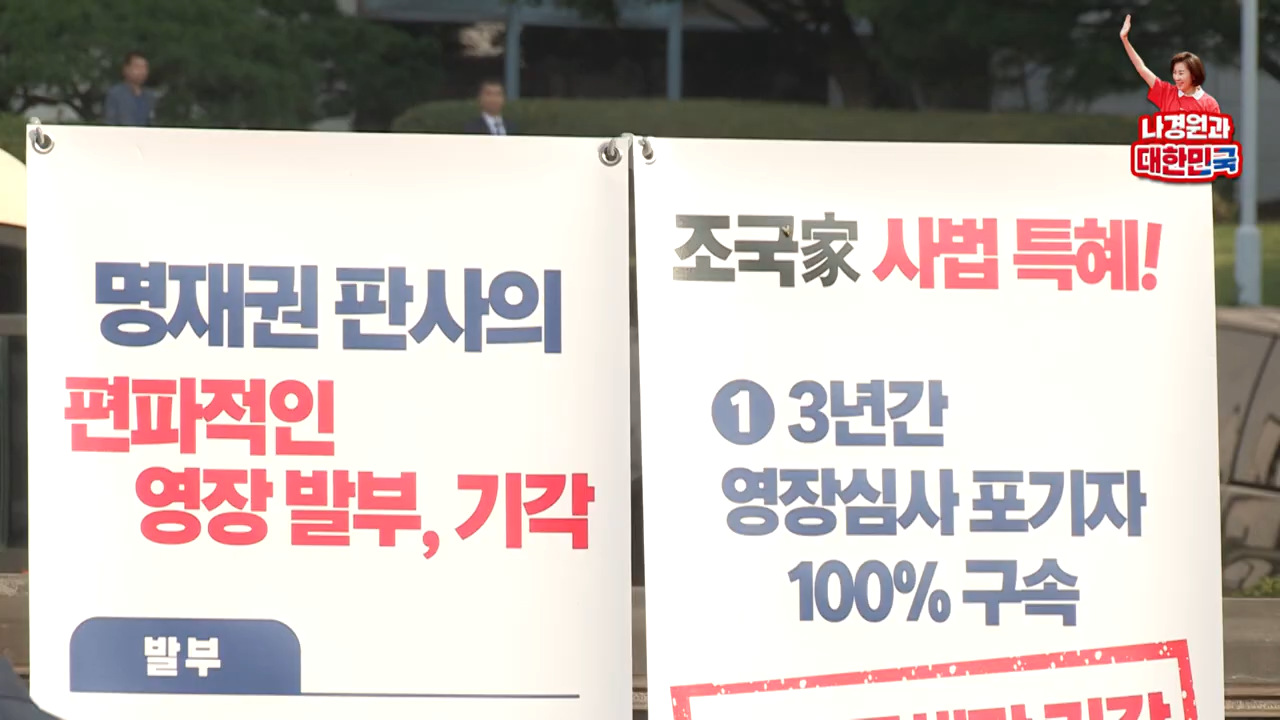 명재권 판사의
편파적인
영장 발부, 기각
발부
조국家 사법 특혜!
① 3년간
영장심사 포기자
100% 구속
기각
나경원과
대한민국